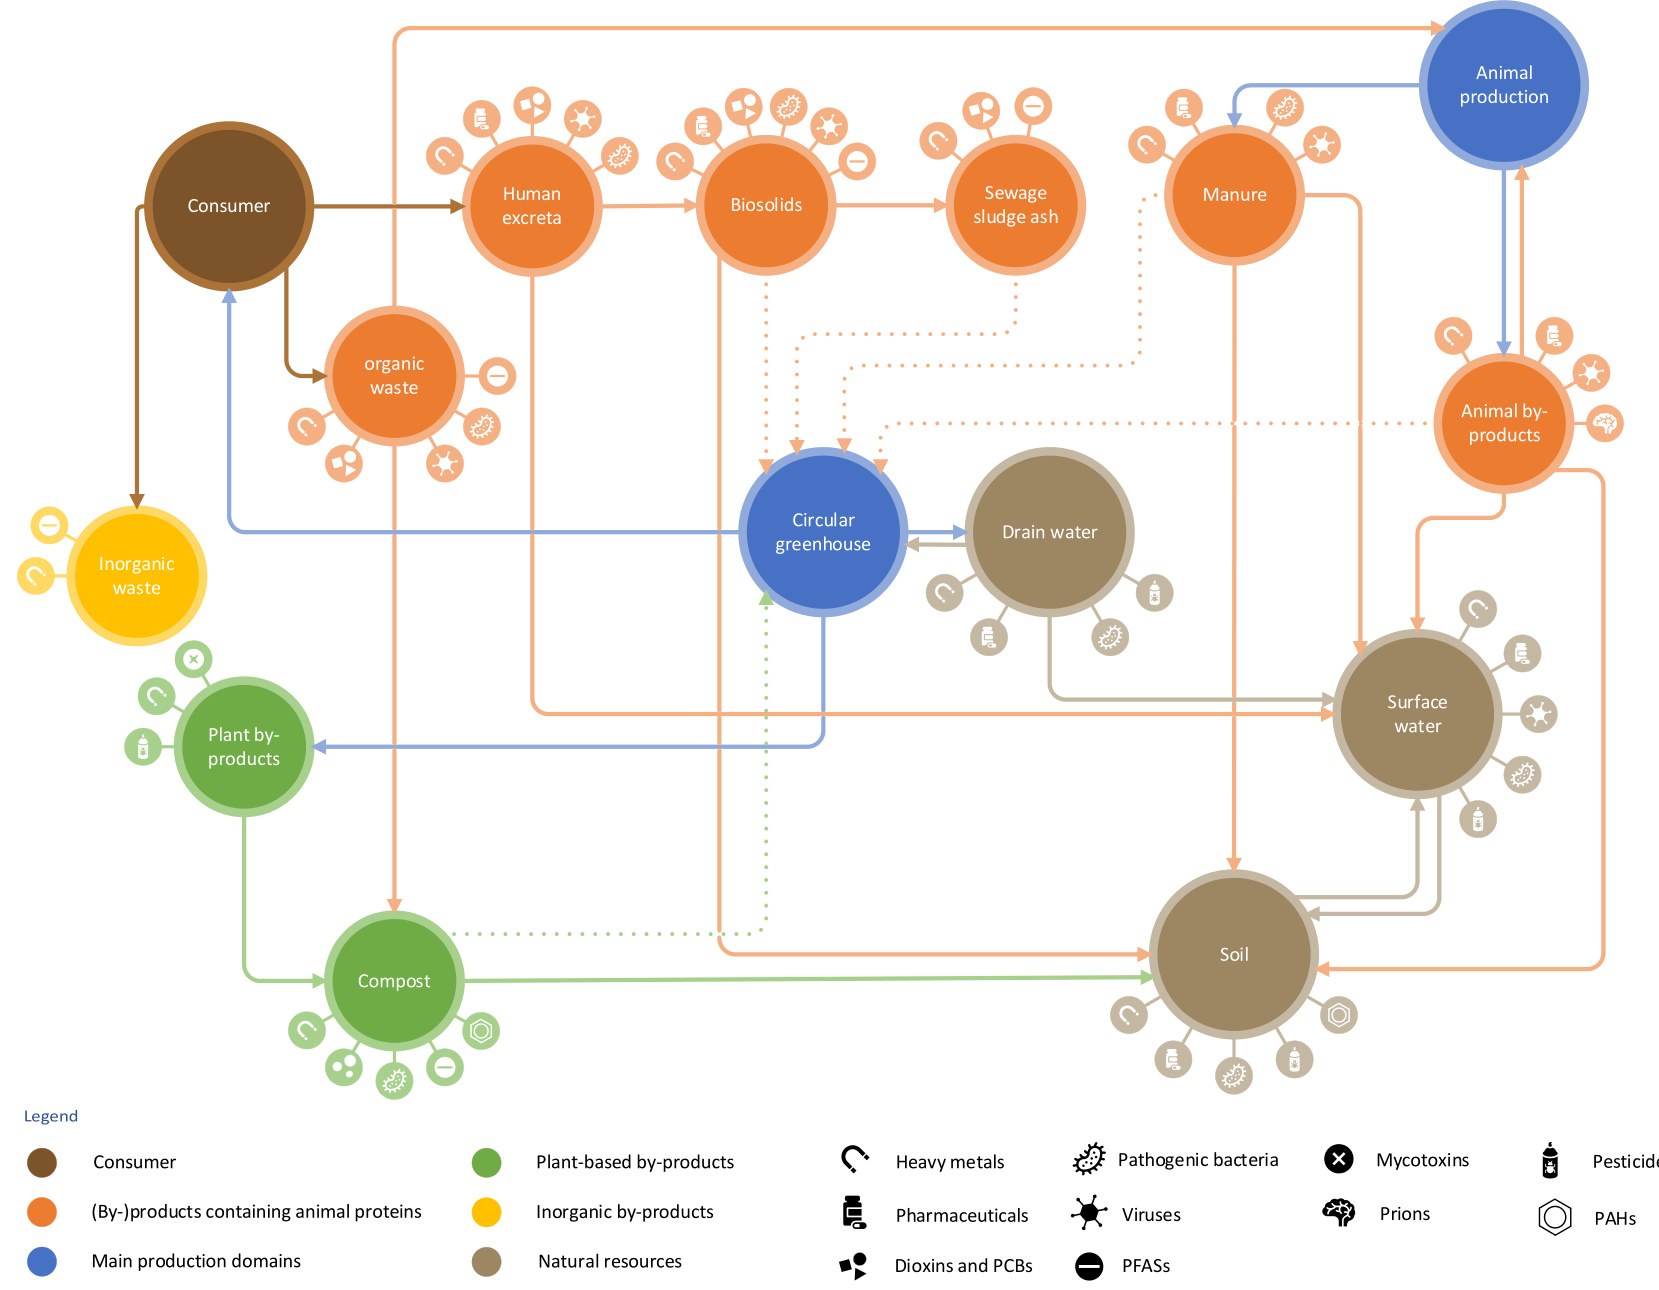 Animal
production
Consumer
Human
excreta
Biosolids
Sewage
sludge ash
Manure
organic
waste
Animal by-
products
Circular
greenhouse
Drain water
Inorganic
waste
Surface
water
Plant by-
products
Compost
Soil
Legend
Consumer
(By-)products containing animal proteins
Main production domains
Plant-based by-products
Inorganic by-products
Natural resources
Heavy metals
Pharmaceuticals
Dioxins and PCBs
Pathogenic bacteria
Viruses
PFASs
Mycotoxins
Prions
Pesticide
PAHs